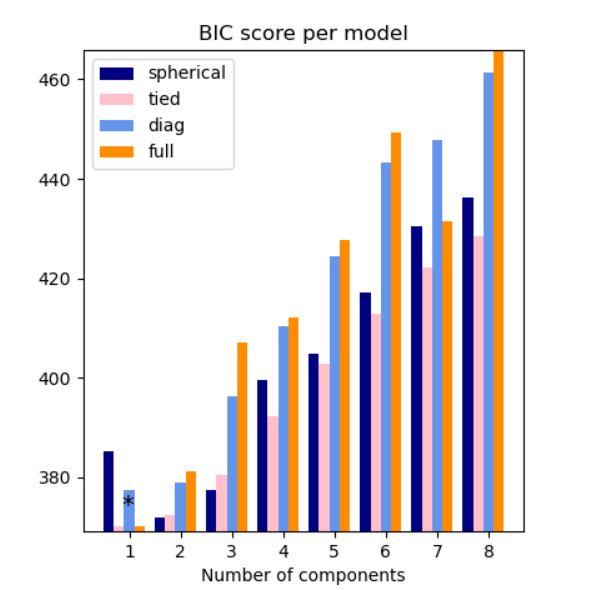 BIC score per model
spherical
tied
diag
full
460
440
420
400
380
*
1 2 3 4 5 6 7 8
Number of components